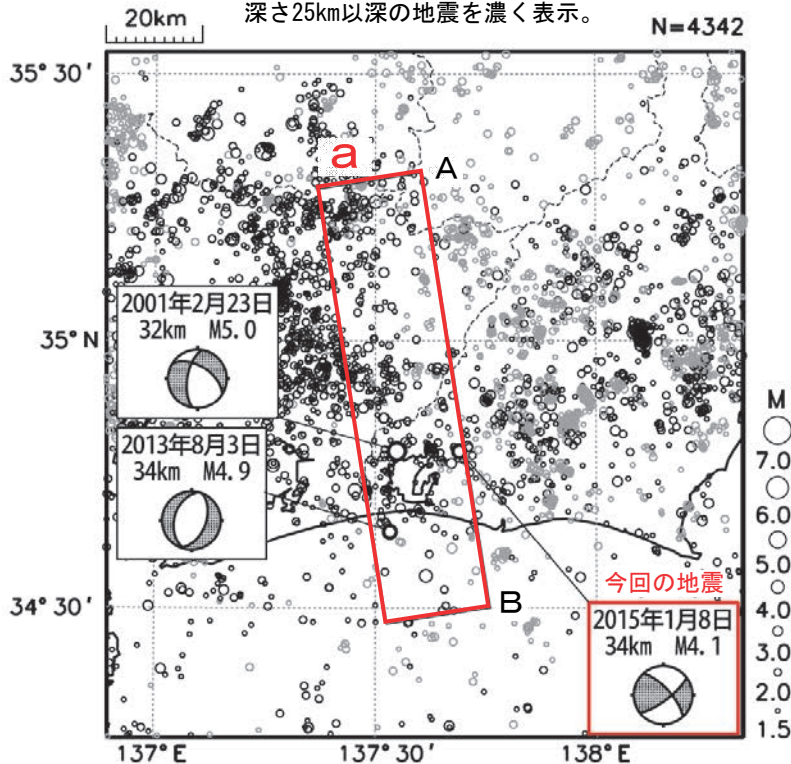 深さ25km以深の地震を濃く表示。
20km
N=4342
35°30′
a
A
2001年2月23日
32km M5.0
35°N
2013年8月3日
34km M4.9
M
7.0
6.0
5.0
4.0
3.0
2.0
1.5
今回の地震
34°30′
B
2015年1月8日
34km M4.1
137°E
137°30′
138°E